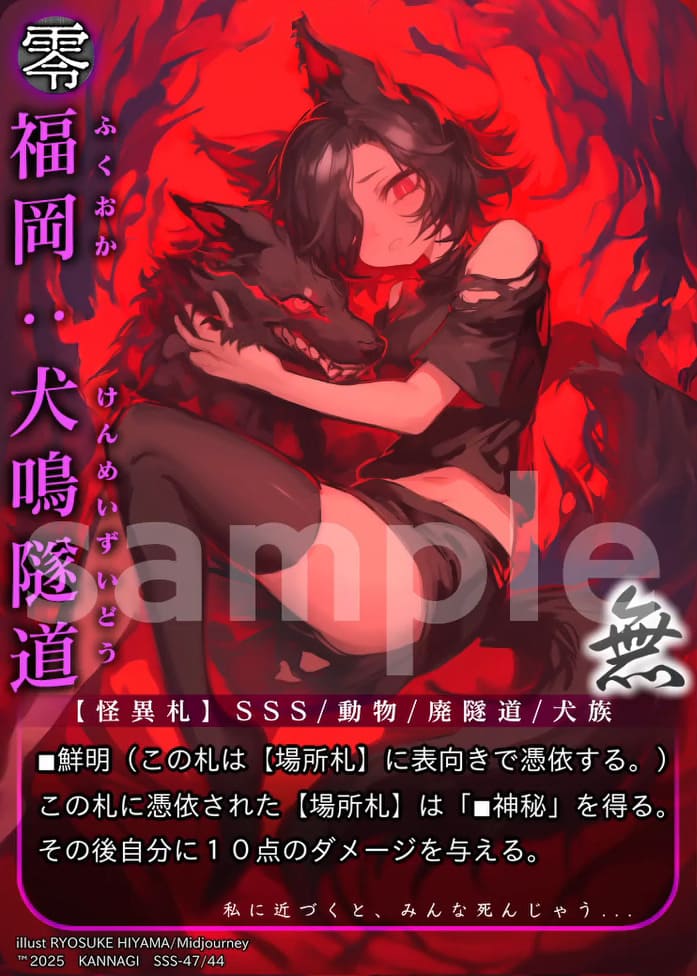 零
福岡：犬鳴隧道
ふくおか
けんめいずいどう
sample
無
【怪異札】SSS/動物/廃隧道/犬族
■鮮明（この札は【場所札】に表向きで憑依する。）
この札に憑依された【場所札】は「■神秘」を得る。
その後自分に１０点のダメージを与える。
私に近づくと、みんな死んじゃう...
illust RYOSUKE HIYAMA/Midjourney
™2025 KANNAGI SSS-47/44